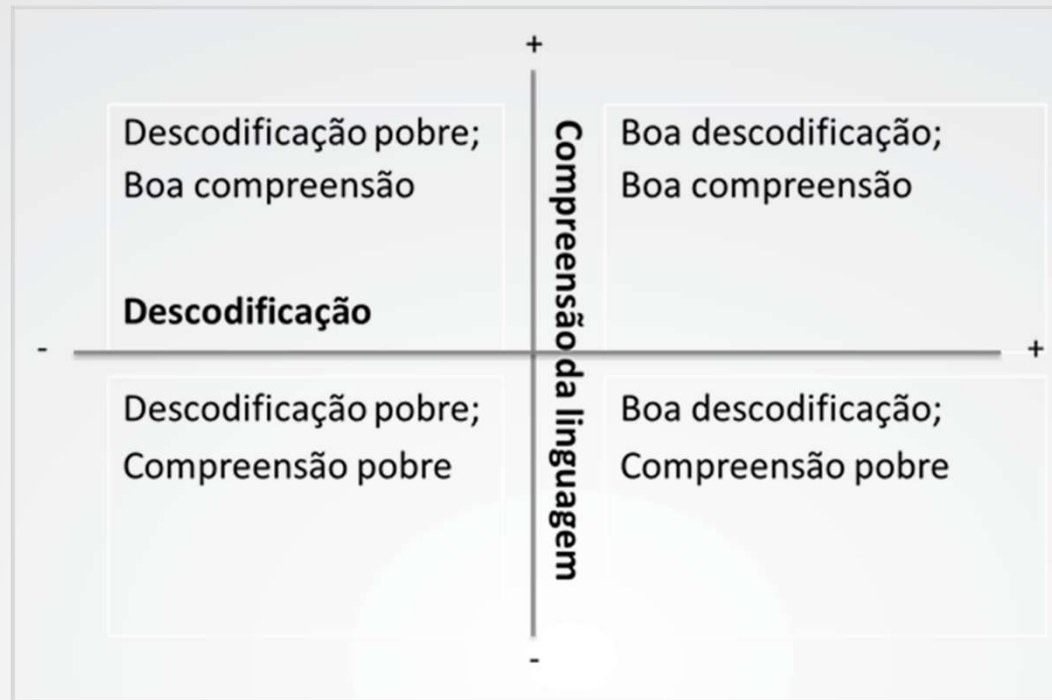 +
Descodificação pobre;
Boa compreensão
Boa descodificação;
Boa compreensão
Compreensão da linguagem
Descodificação
-
+
Descodificação pobre;
Compreensão pobre
Boa descodificação;
Compreensão pobre
-